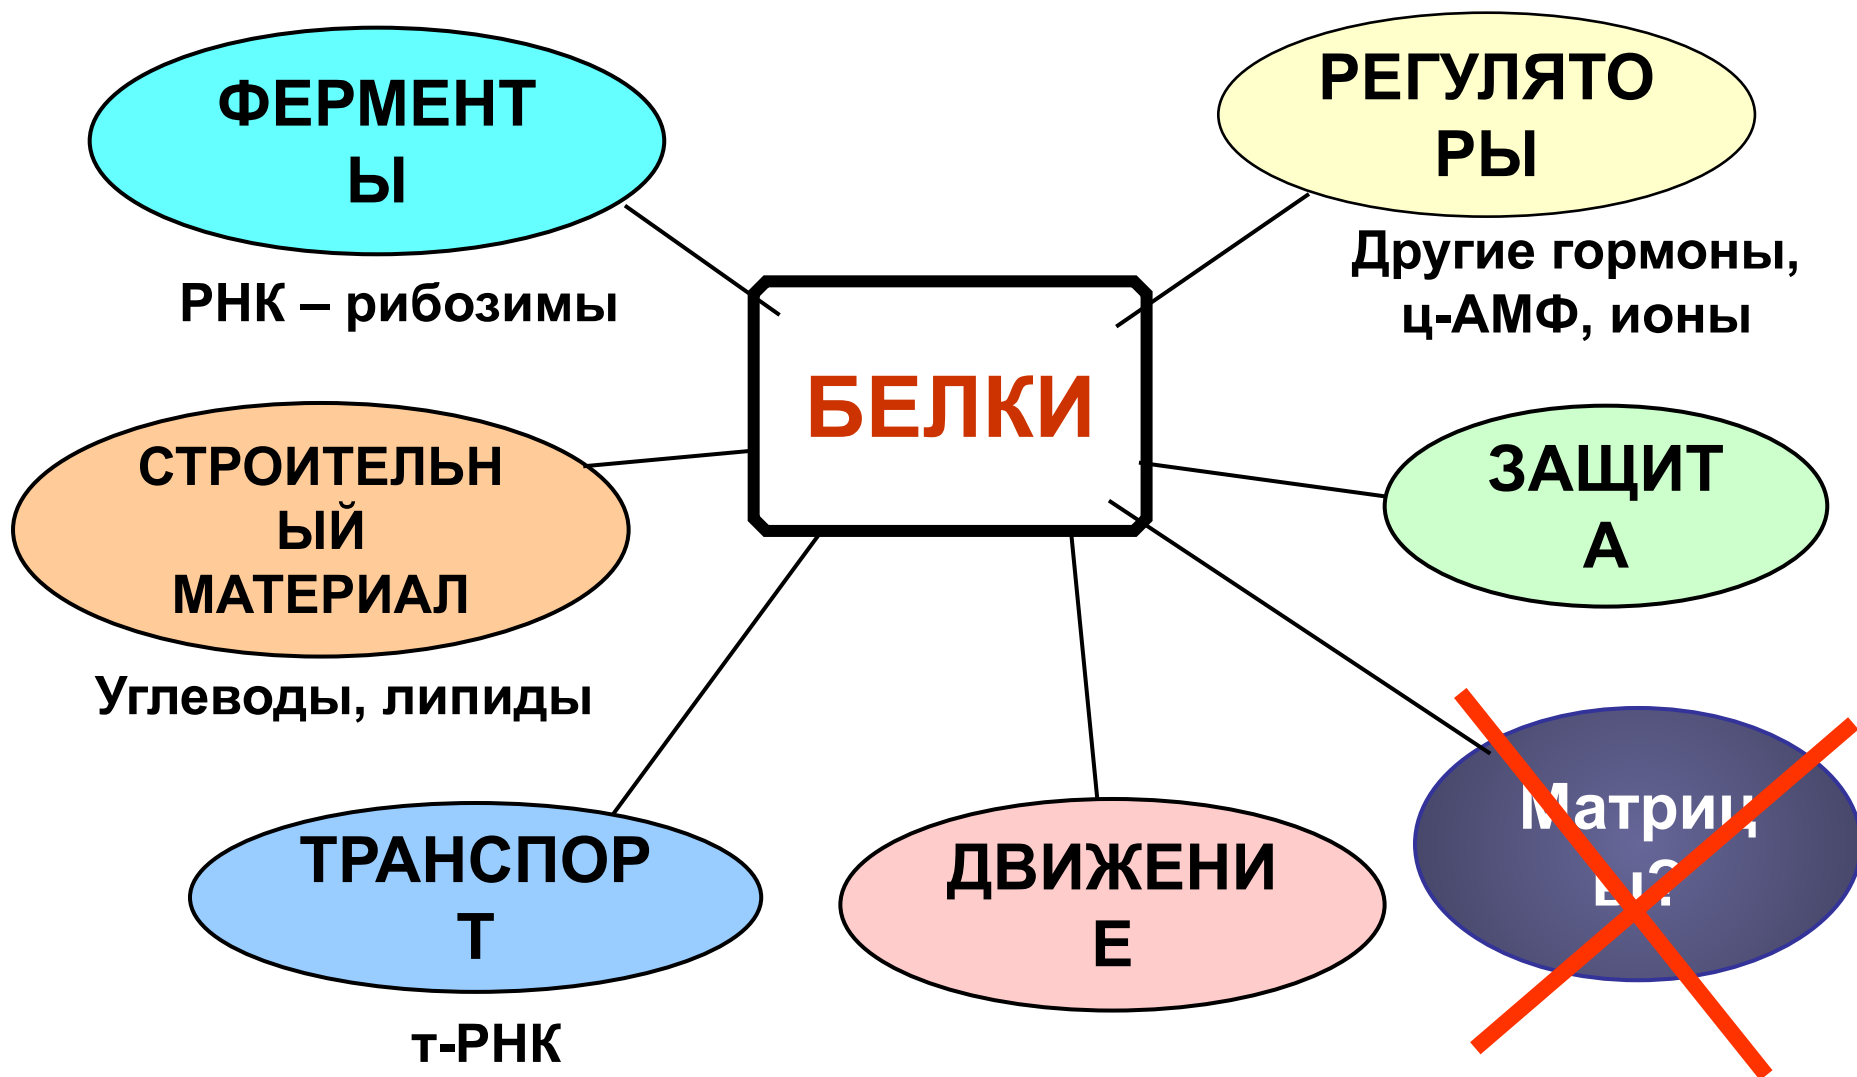 ФЕРМЕНТ
Ы
РНК – рибозимы
РЕГУЛЯТО
РЫ
Другие гормоны,
ц-АМФ, ионы
БЕЛКИ
СТРОИТЕЛЬН
ЫЙ
МАТЕРИАЛ
Углеводы, липиды
ЗАЩИТ
А
ТРАНСПОР
Т
т-РНК
ДВИЖЕНИ
Е
Матриц
ы?